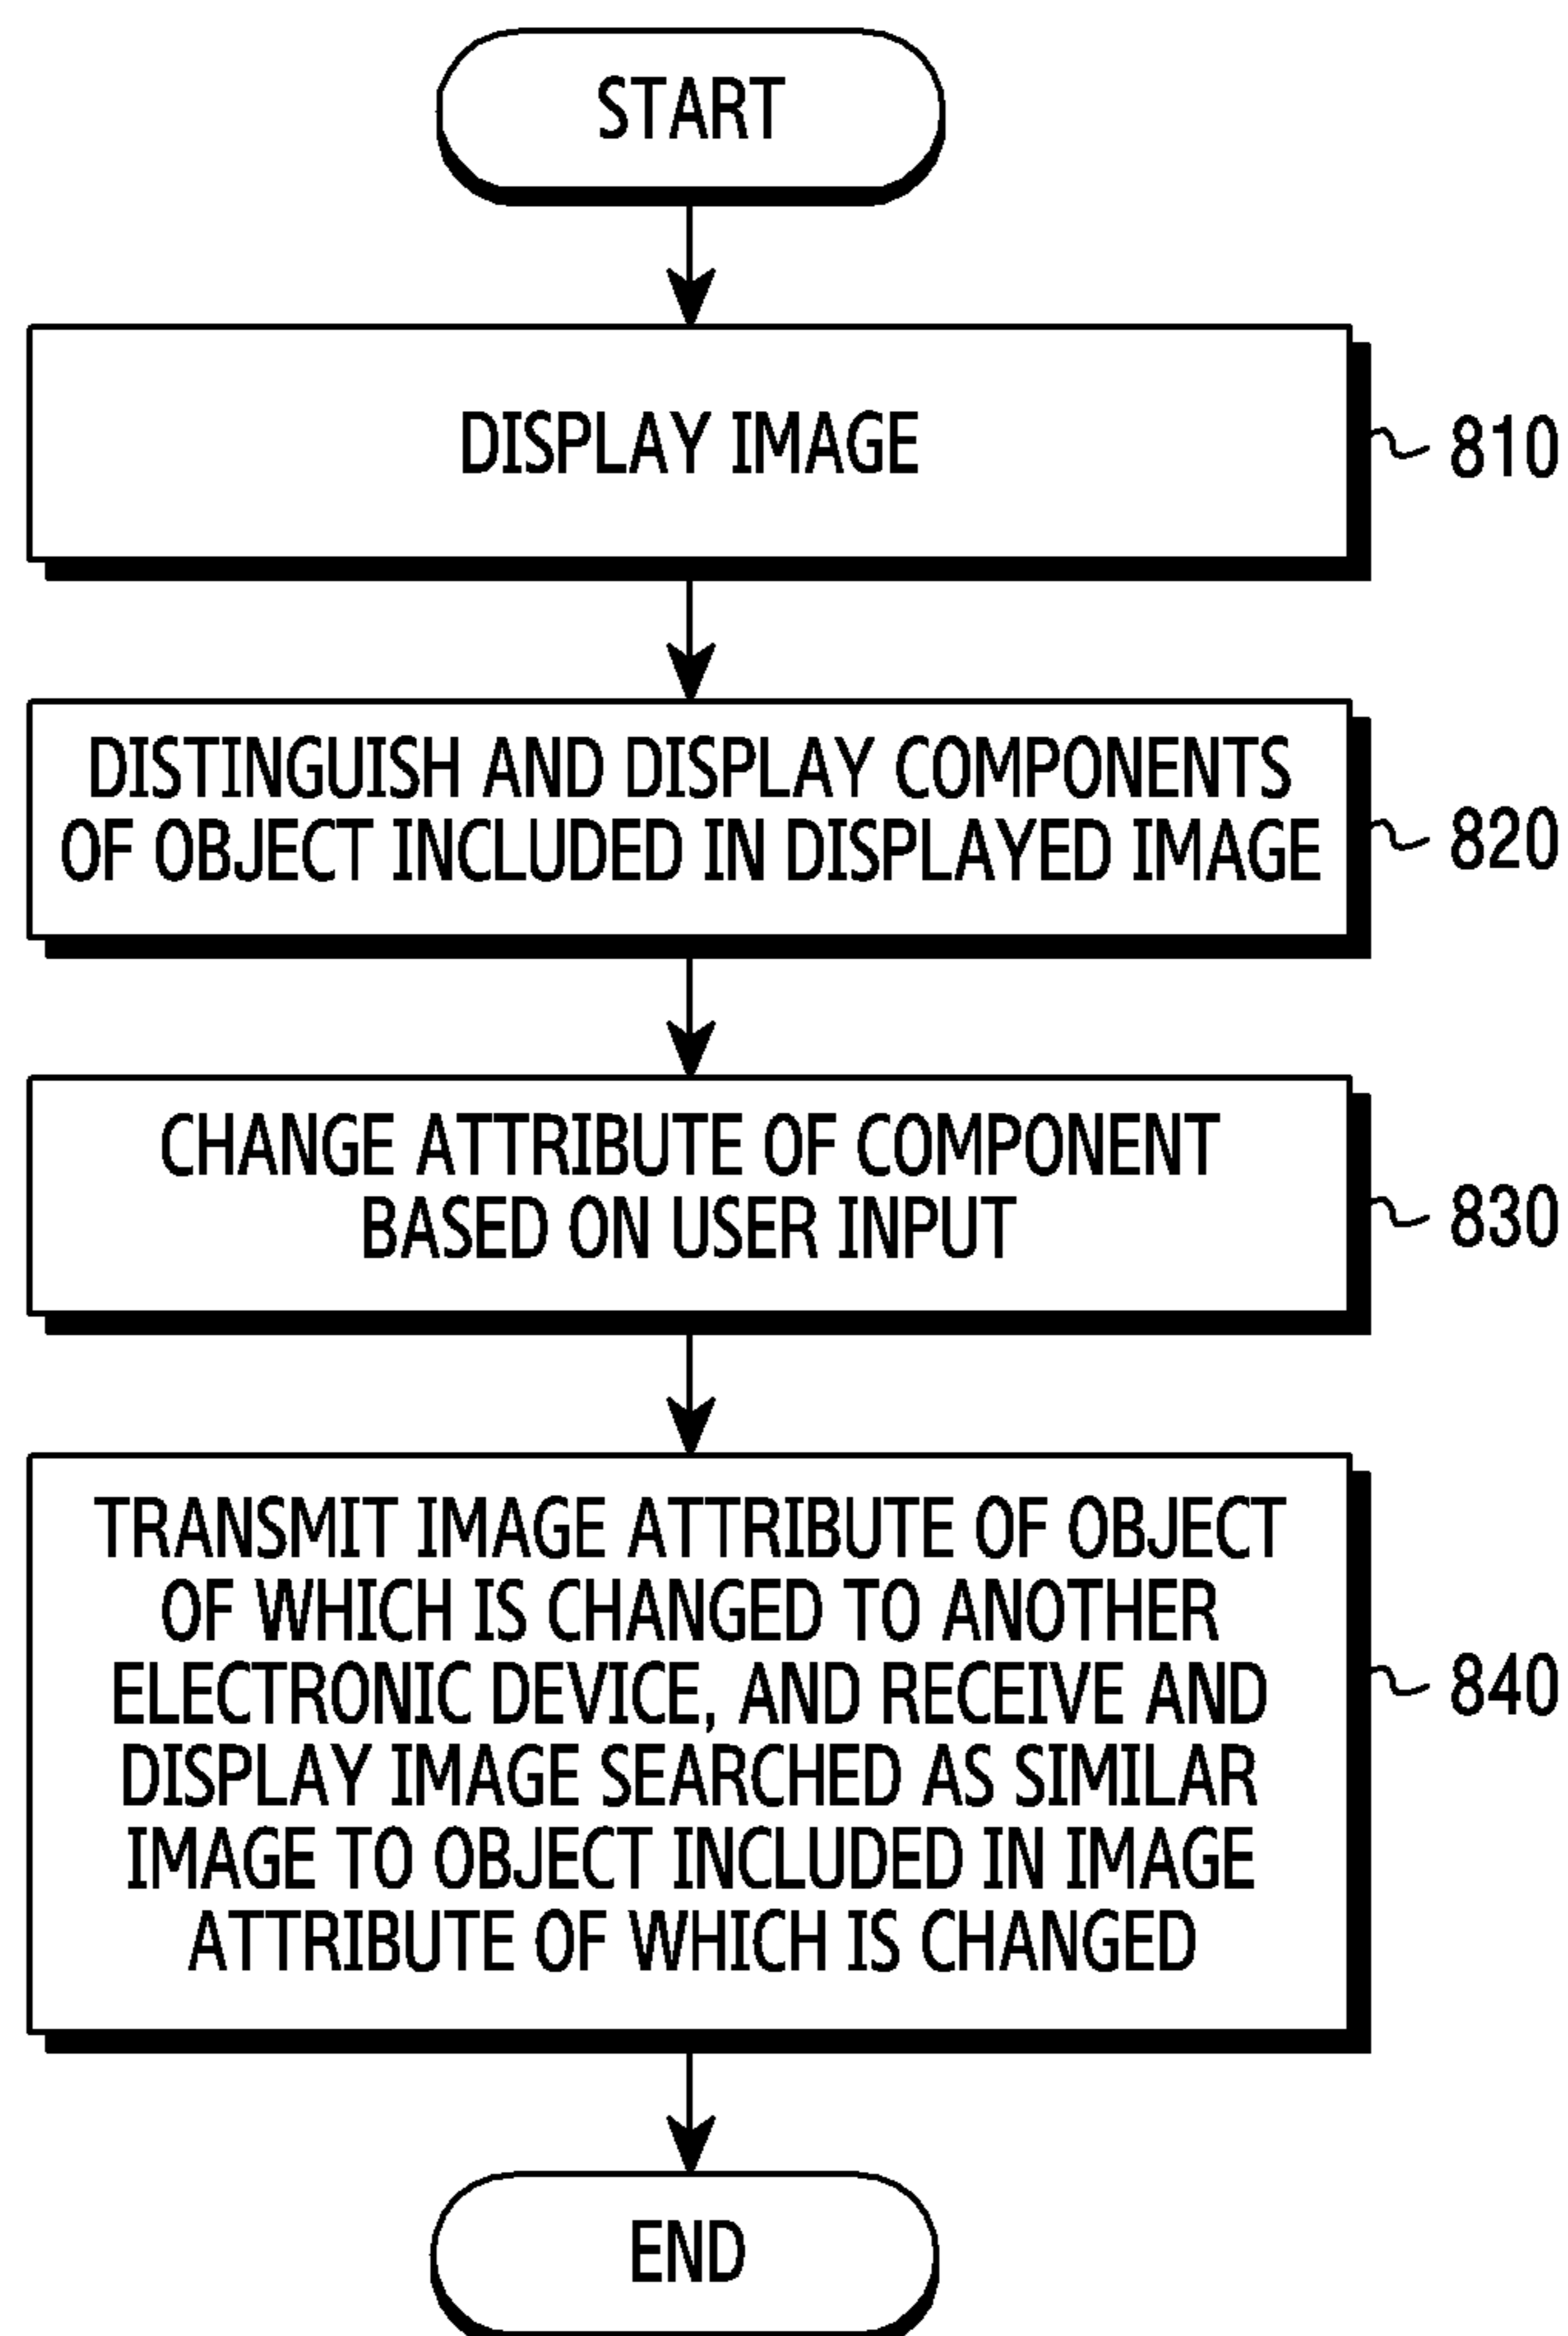 START
DISPLAY IMAGE
810
DISTINGUISH AND DISPLAY COMPONENTS
OF OBJECT INCLUDED IN DISPLAYED IMAGE
820
CHANGE ATTRIBUTE OF COMPONENT
BASED ON USER INPUT
830
TRANSMIT IMAGE ATTRIBUTE OF OBJECT
OF WHICH IS CHANGED TO ANOTHER
ELECTRONIC DEVICE, AND RECEIVE AND
DISPLAY IMAGE SEARCHED AS SIMILAR
IMAGE TO OBJECT INCLUDED IN IMAGE
ATTRIBUTE OF WHICH IS CHANGED
840
END